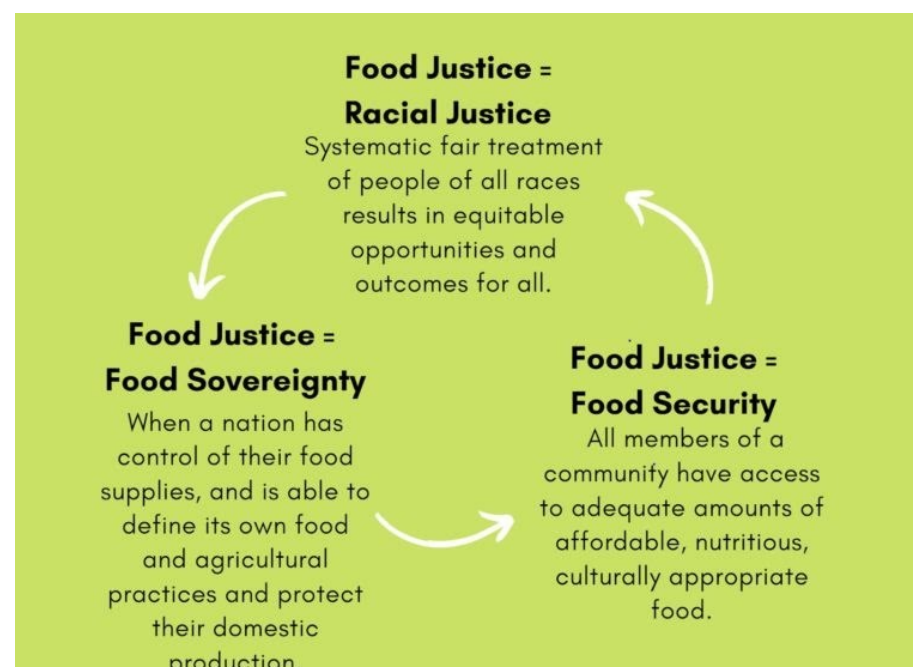 Food Justice =
Racial Justice
Systematic fair treatment
of people of all races
results in equitable
opportunities and
outcomes for all.
Food Justice =
Food Sovereignty
When a nation has
control of their food
supplies, and is able to
define its own food
and agricultural
practices and protect
their domestic
production
Food Justice =
Food Security
All members of a
community have access
to adequate amounts of
affordable, nutritious,
culturally appropriate
food.